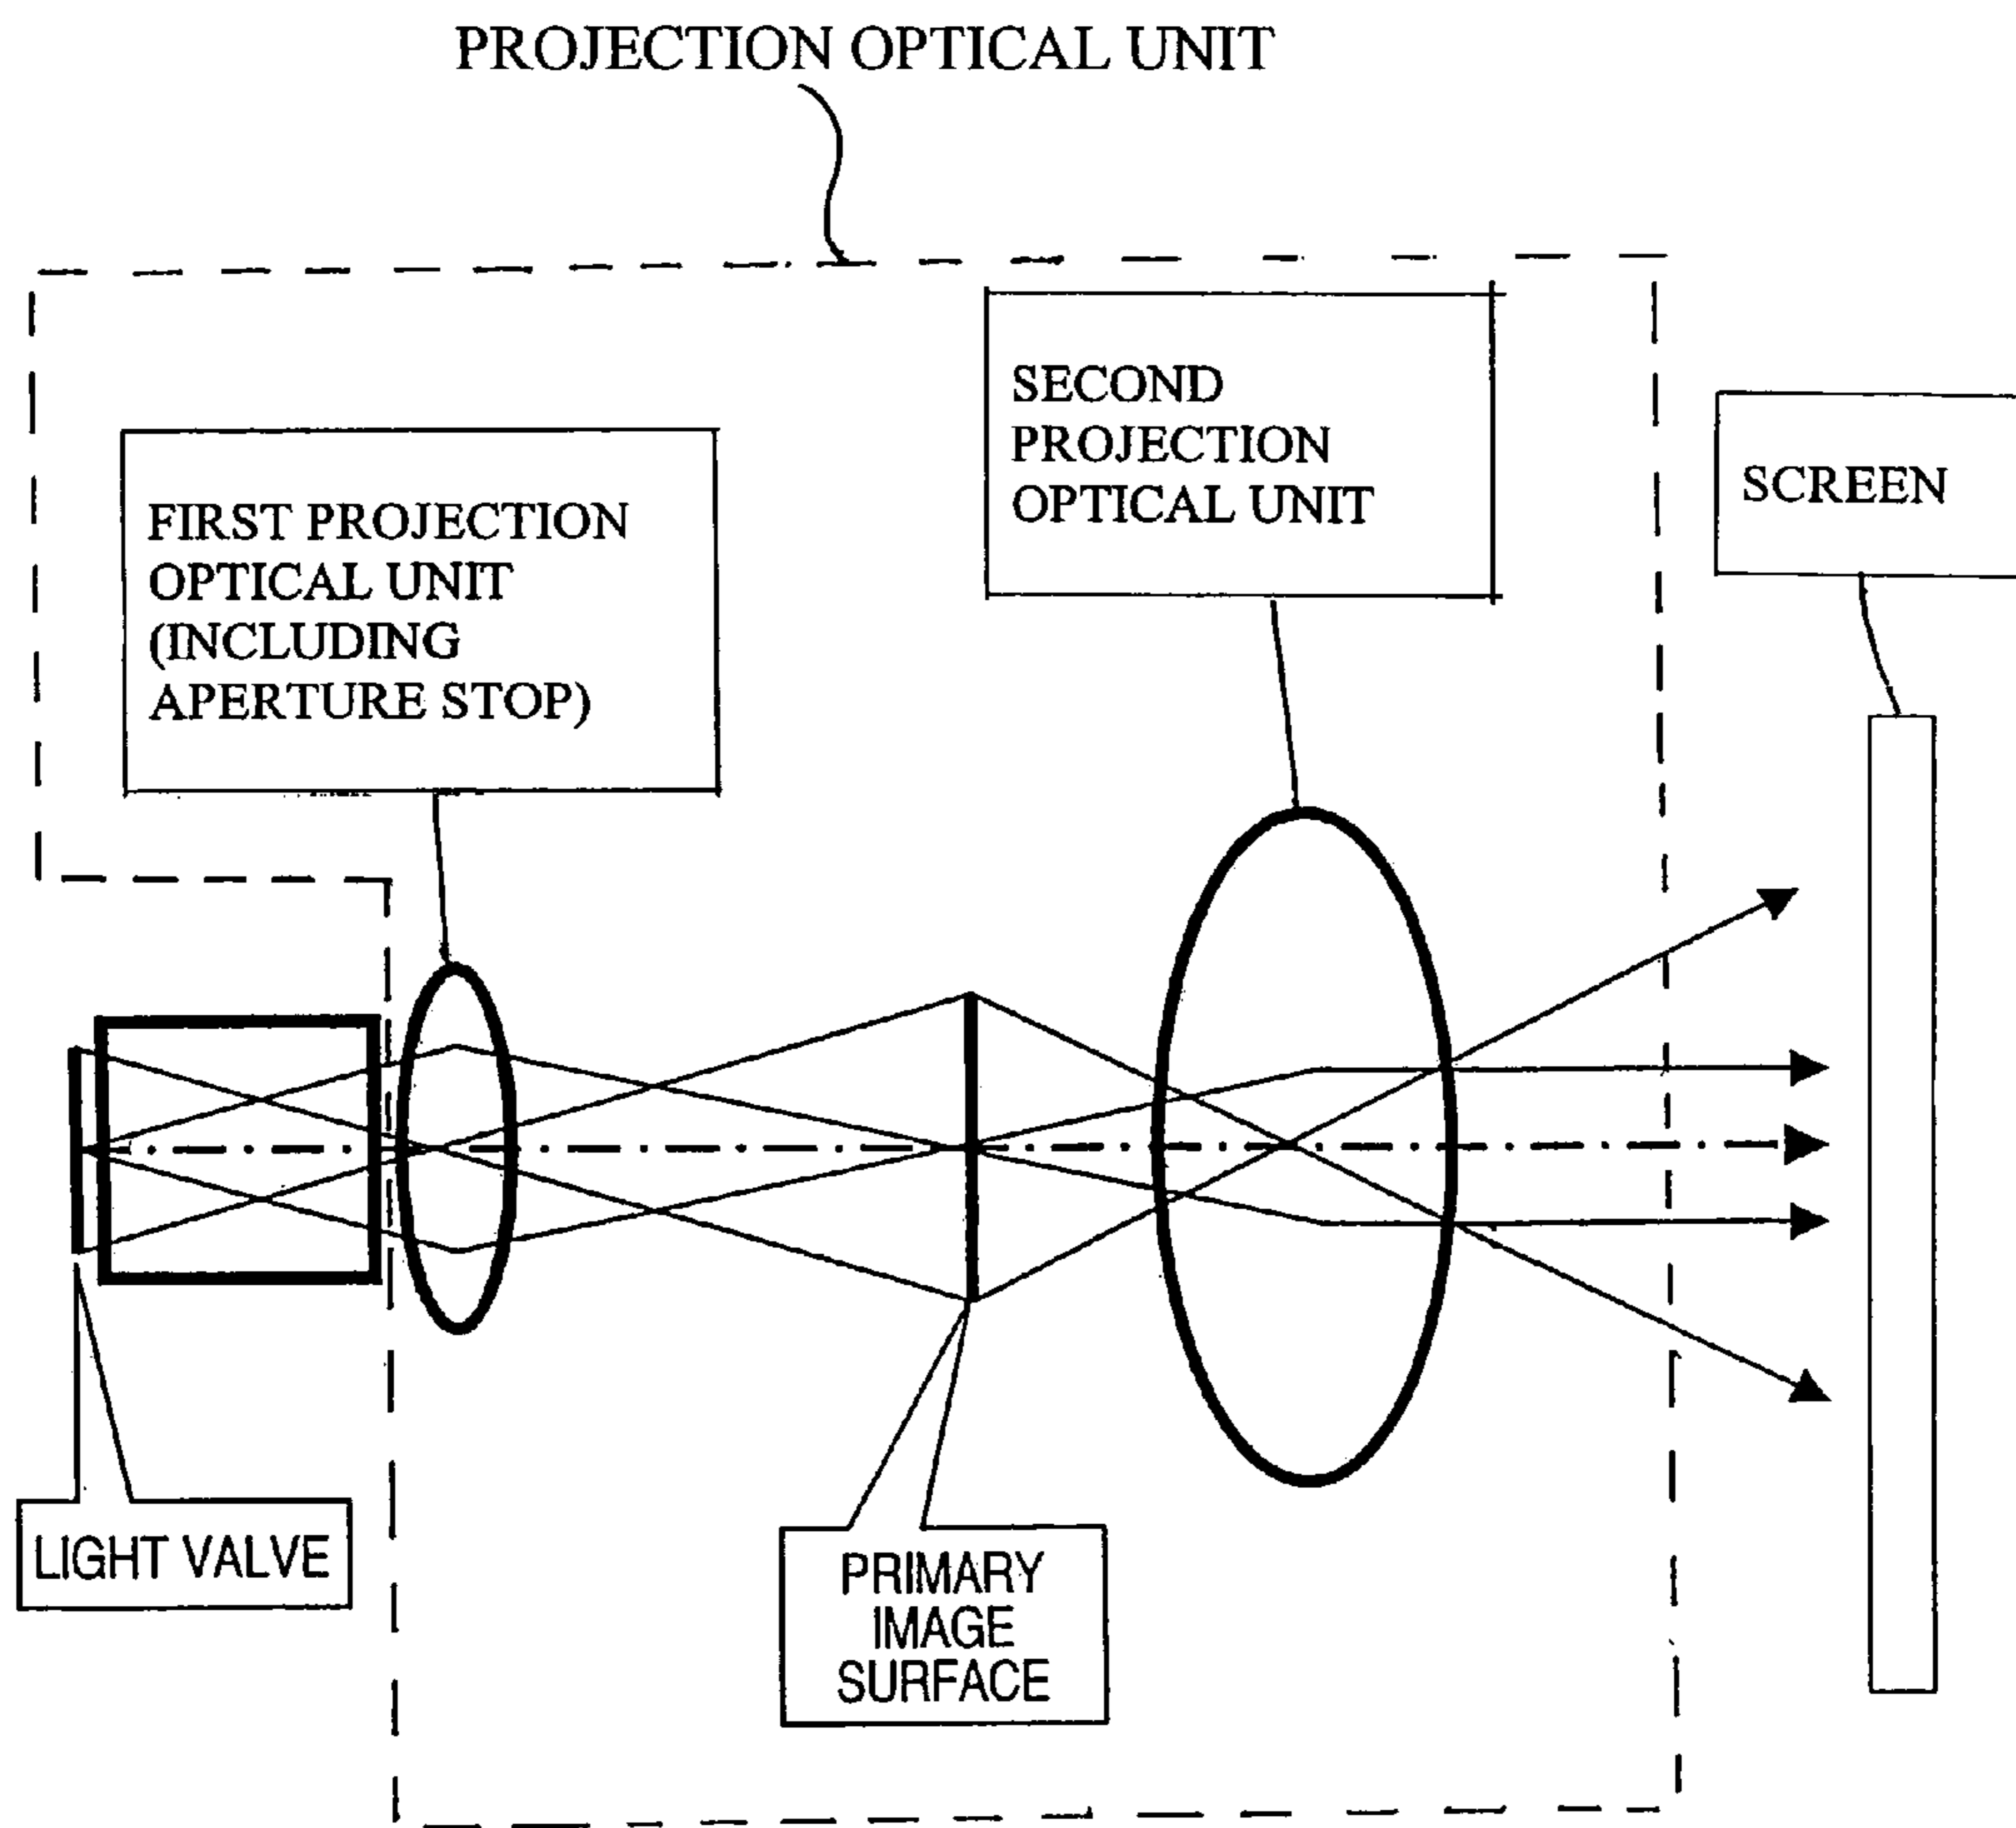 PROJECTION OPTICAL UNIT
SECOND
PROJECTION
OPTICAL UNIT
SCREEN
FIRST PROJECTION
OPTICAL UNIT
(INCLUDING
APERTURE STOP)
LIGHT VALVE
PRIMARY
IMAGE
SURFACE